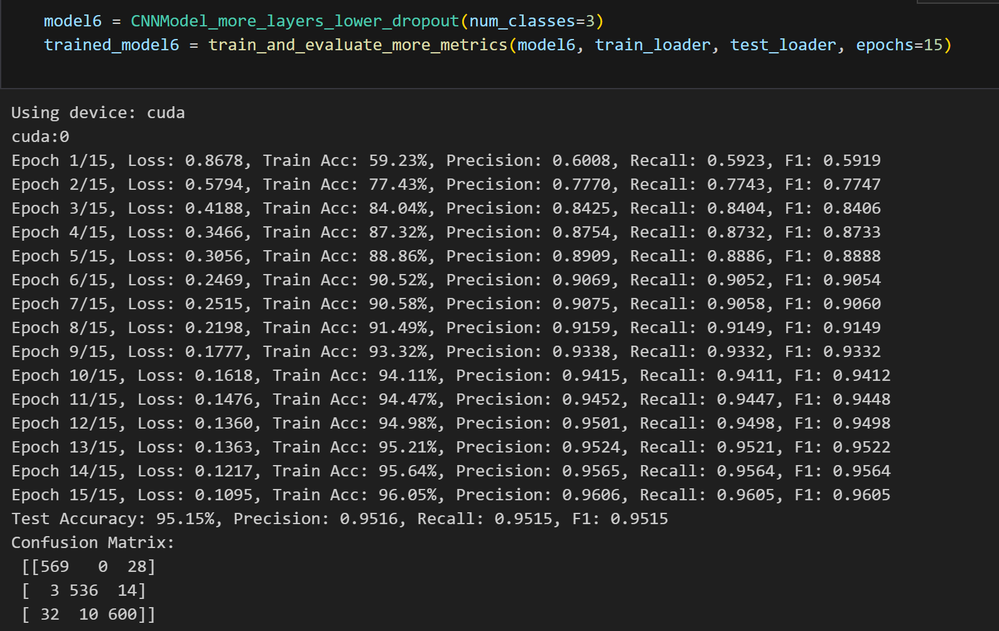 model6 = CNNModel_more_layers_lower_dropout(num_classes=3)
trained_model6 = train_and_evaluate_more_metrics(model6, train_loader, test_loader, epochs=15)
Using device: cuda
cuda:0
Epoch 1/15, Loss: 0.8678, Train Acc: 59.23%, Precision: 0.6008, Recall: 0.5923, F1: 0.5919
Epoch 2/15, Loss: 0.5794, Train Acc: 77.43%, Precision: 0.7770, Recall: 0.7743, F1: 0.7747
Epoch 3/15, Loss: 0.4188, Train Acc: 84.04%, Precision: 0.8425, Recall: 0.8404, F1: 0.8406
Epoch 4/15, Loss: 0.3466, Train Acc: 87.32%, Precision: 0.8754, Recall: 0.8732, F1: 0.8733
Epoch 5/15, Loss: 0.3056, Train Acc: 88.86%, Precision: 0.8909, Recall: 0.8886, F1: 0.8888
Epoch 6/15, Loss: 0.2469, Train Acc: 90.52%, Precision: 0.9069, Recall: 0.9052, F1: 0.9054
Epoch 7/15, Loss: 0.2515, Train Acc: 90.58%, Precision: 0.9075, Recall: 0.9058, F1: 0.9060
Epoch 8/15, Loss: 0.2198, Train Acc: 91.49%, Precision: 0.9159, Recall: 0.9149, F1: 0.9149
Epoch 9/15, Loss: 0.1777, Train Acc: 93.32%, Precision: 0.9338, Recall: 0.9332, F1: 0.9332
Epoch 10/15, Loss: 0.1618, Train Acc: 94.11%, Precision: 0.9415, Recall: 0.9411, F1: 0.9412
Epoch 11/15, Loss: 0.1476, Train Acc: 94.47%, Precision: 0.9452, Recall: 0.9447, F1: 0.9448
Epoch 12/15, Loss: 0.1360, Train Acc: 94.98%, Precision: 0.9501, Recall: 0.9498, F1: 0.9498
Epoch 13/15, Loss: 0.1363, Train Acc: 95.21%, Precision: 0.9524, Recall: 0.9521, F1: 0.9522
Epoch 14/15, Loss: 0.1217, Train Acc: 95.64%, Precision: 0.9565, Recall: 0.9564, F1: 0.9564
Epoch 15/15, Loss: 0.1095, Train Acc: 96.05%, Precision: 0.9606, Recall: 0.9605, F1: 0.9605
Test Accuracy: 95.15%, Precision: 0.9516, Recall: 0.9515, F1: 0.9515
Confusion Matrix:
 [[569   0  28]
 [  3 536  14]
 [ 32  10 600]]